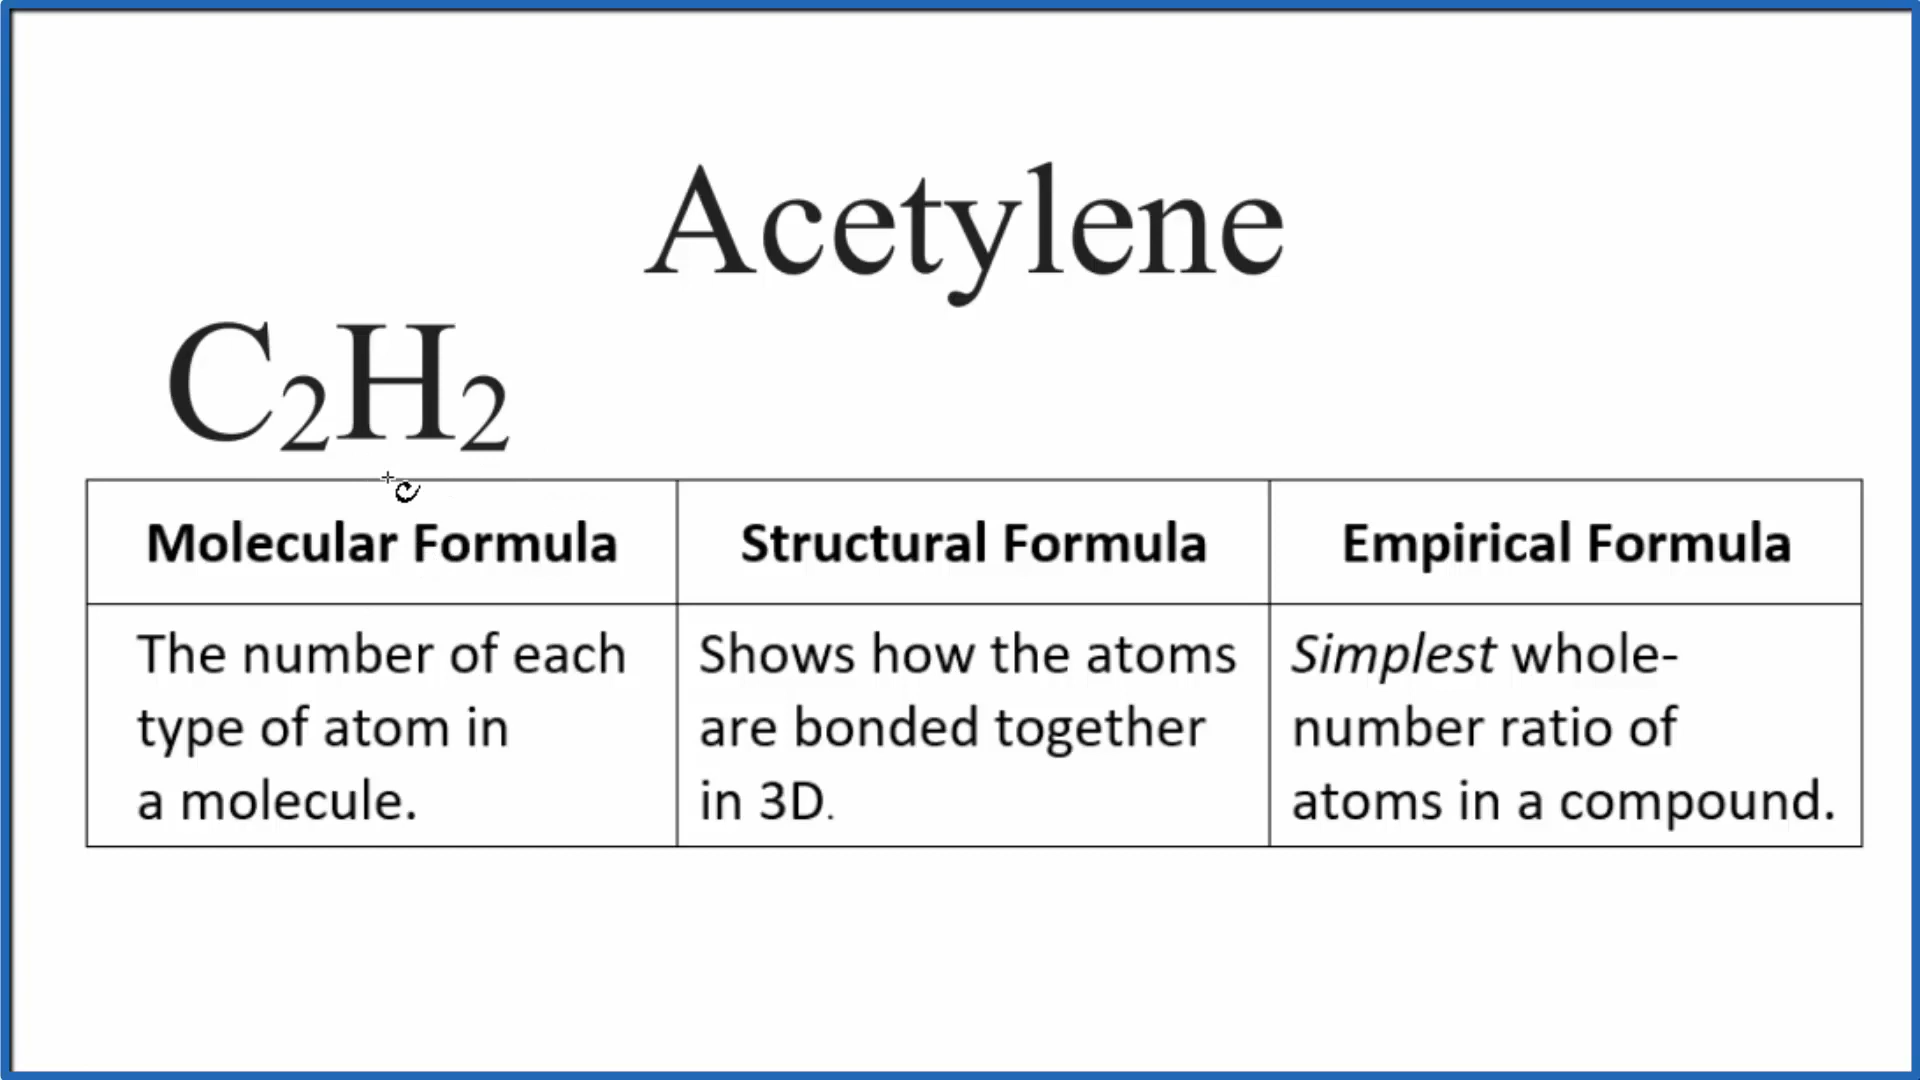 Acetylene
C₂H₂
Molecular Formula
Structural Formula
Empirical Formula
The number of each
type of atom in
a molecule.
Shows how the atoms
are bonded together
in 3D.
Simplest whole-
number ratio of
atoms in a compound.